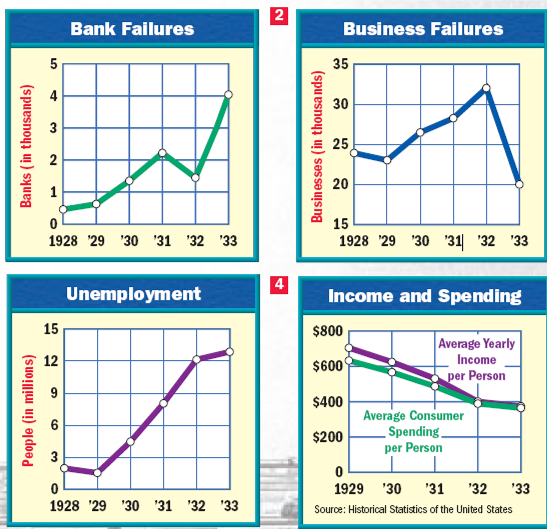 Bank Failures
Banks (in thousands)
5
4
3
2
1
0
1928 '29 '30 '31 '32 '33
2
Business Failures
Businesses (in thousands)
35
30
25
20
15
1928 '29 '30 '31 '32 '33
Unemployment
People (in millions)
15
12
9
6
3
0
1928 '29 '30 '31 '32 '33
4
Income and Spending
$800
$600
$400
$200
0
Average Yearly
Income
per Person
Average Consumer
Spending
per Person
1929 '30 '31 '32 '33
Source: Historical Statistics of the United States